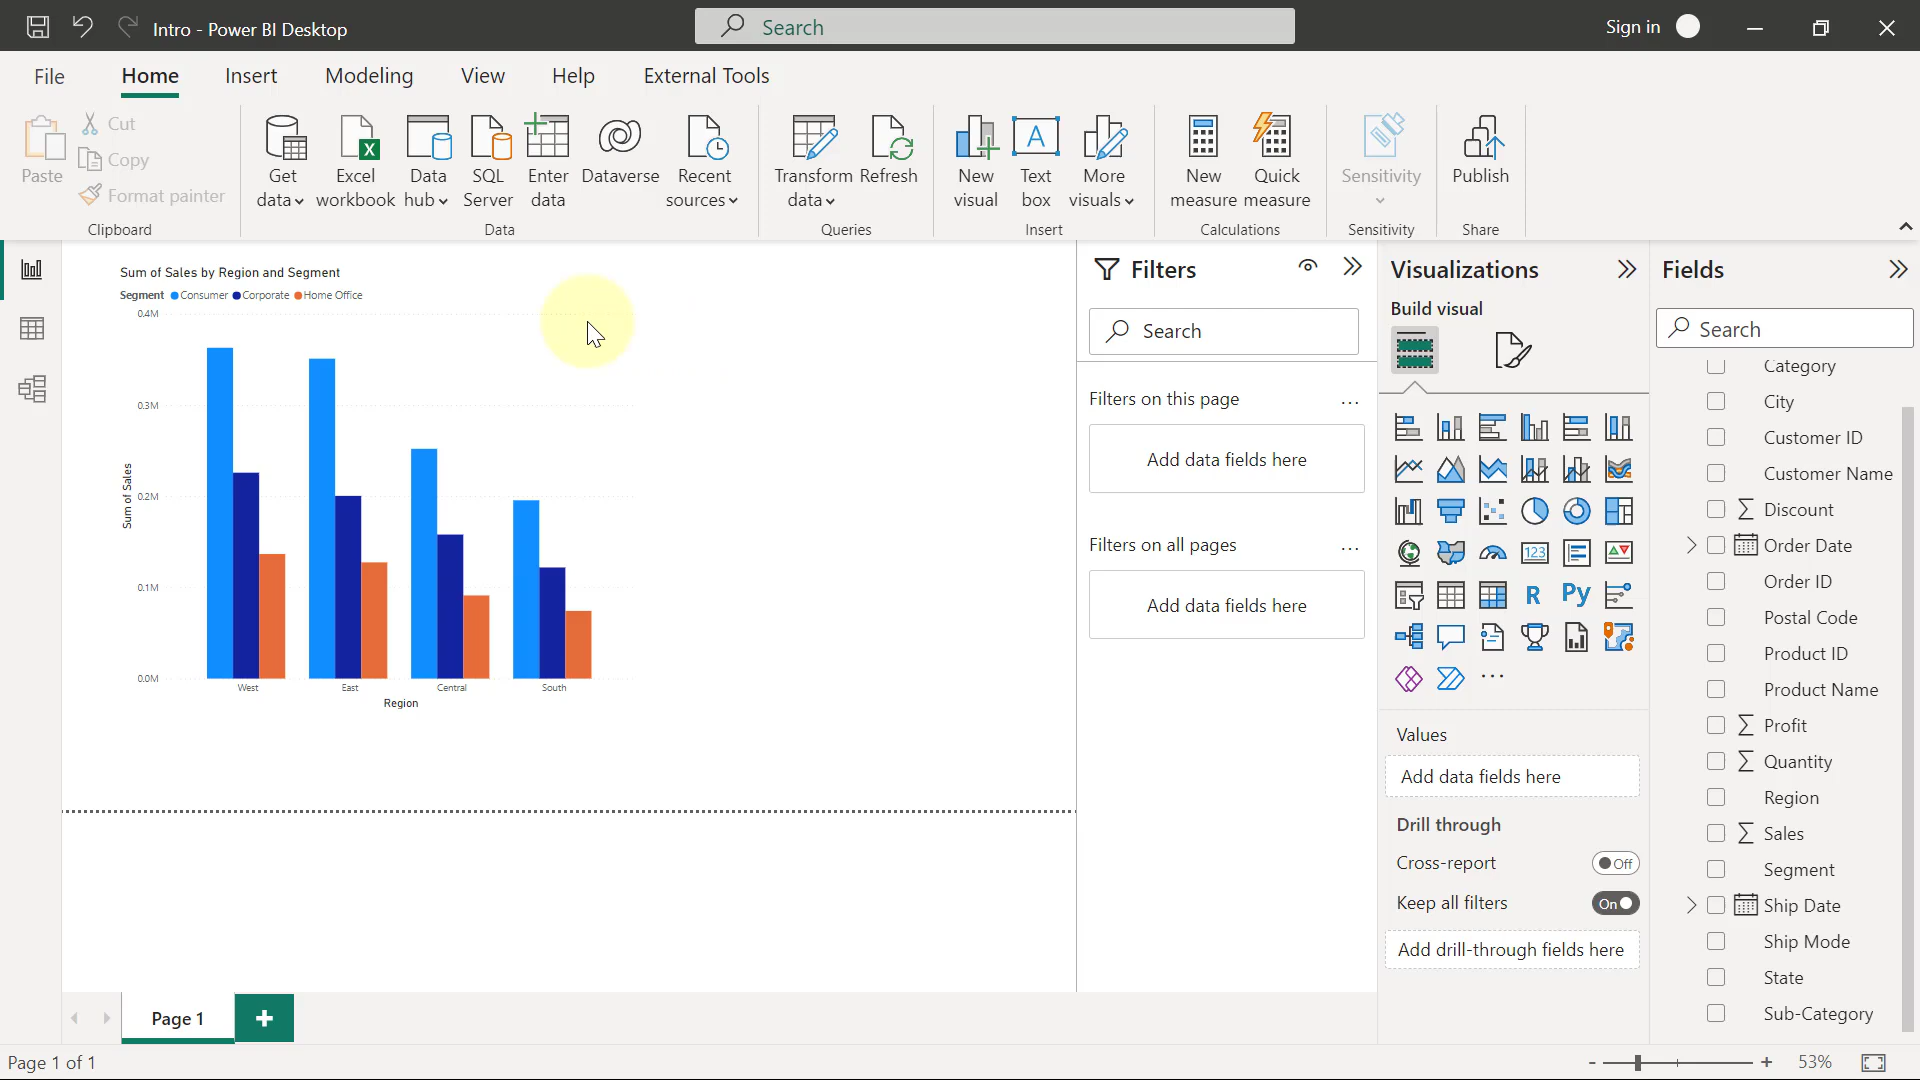 Intro - Power BI Desktop
Search
Sign in
File
Home
Insert
Modeling
View
Help
External Tools
Paste
Cut
Copy
Format painter
Clipboard
Get
data
Excel
workbook
Data
hub
SQL
Server
Enter
data
Dataverse
Recent
sources
Data
Transform
data
Refresh
Queries
New
visual
Text
box
More
visuals
Insert
New
measure
Quick
measure
Calculations
Sensitivity
Sensitivity
Publish
Share
Sum of Sales by Region and Segment
Segment Consumer Corporate Home Office
0.4M
0.3M
0.2M
0.1M
0.0M
Sum of Sales
West
East
Central
South
Region
Filters
Search
Filters on this page
...
Add data fields here
Filters on all pages
...
Add data fields here
Visualizations
Build visual
123
R
Py
...
Values
Add data fields here
Drill through
Cross-report
Off
Keep all filters
On
Add drill-through fields here
Fields
Search
Category
City
Customer ID
Customer Name
Discount
Order Date
Order ID
Postal Code
Product ID
Product Name
Profit
Quantity
Region
Sales
Segment
Ship Date
Ship Mode
State
Sub-Category
Page 1
Page 1 of 1
53%